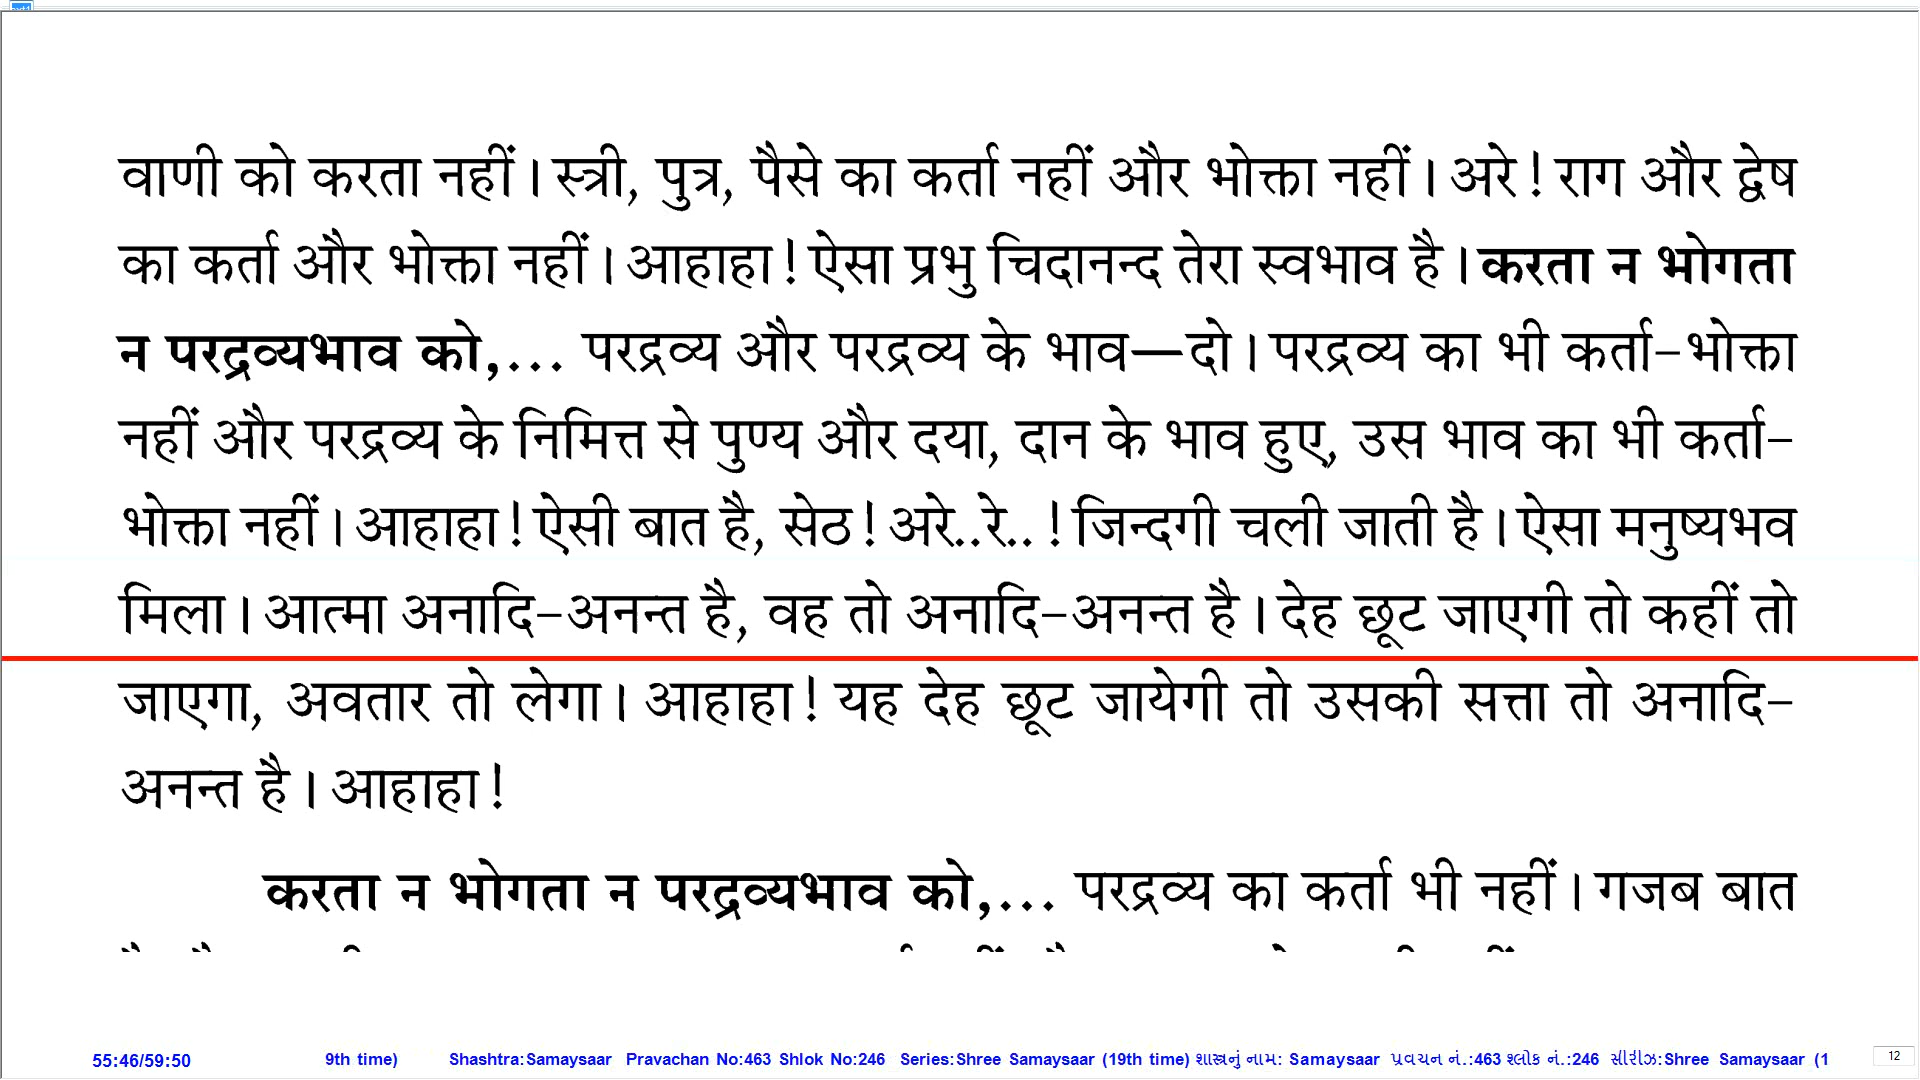 वाणी को करता नहीं। स्त्री, पुत्र, पैसे का कर्ता नहीं और भोक्ता नहीं। अरे! राग और द्वेष
का कर्ता और भोक्ता नहीं। आहाहा! ऐसा प्रभु चिदानन्द तेरा स्वभाव है। करता न भोगता
न परद्रव्यभाव को,... परद्रव्य और परद्रव्य के भाव—दो। परद्रव्य का भी कर्ता-भोक्ता
नहीं और परद्रव्य के निमित्त से पुण्य और दया, दान के भाव हुए, उस भाव का भी कर्ता-
भोक्ता नहीं। आहाहा! ऐसी बात है, सेठ! अरे..रे.. ! जिन्दगी चली जाती है। ऐसा मनुष्यभव
मिला। आत्मा अनादि-अनन्त है, वह तो अनादि-अनन्त है। देह छूट जाएगी तो कहीं तो
जाएगा, अवतार तो लेगा। आहाहा! यह देह छूट जायेगी तो उसकी सत्ता तो अनादि-
अनन्त है। आहाहा!
करता न भोगता न परद्रव्यभाव को,... परद्रव्य का कर्ता भी नहीं। गजब बात
55:46/59:50 9th time) Shashtra:Samaysaar Pravachan No:463 Shlok No:246 Series:Shree Samaysaar (19th time) શાસ્ત્રનું નામ: Samaysaar પ્રવચન નં.:463 શ્લોક નં.:246 સીરીઝ:Shree Samaysaar (1 12